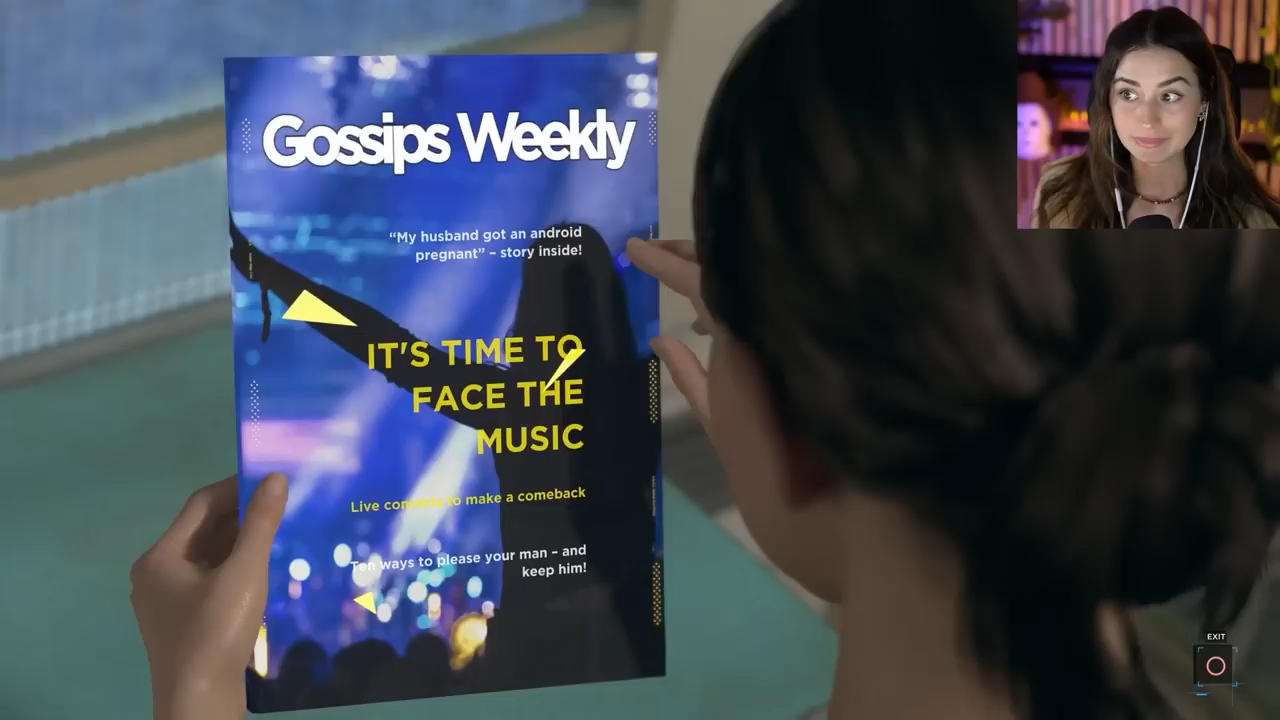 Gossips Weekly
“My husband got an android
pregnant” – story inside!
IT'S TIME TO
FACE THE
MUSIC
Live concerts to make a comeback
Ten ways to please your man – and
keep him!
EXIT